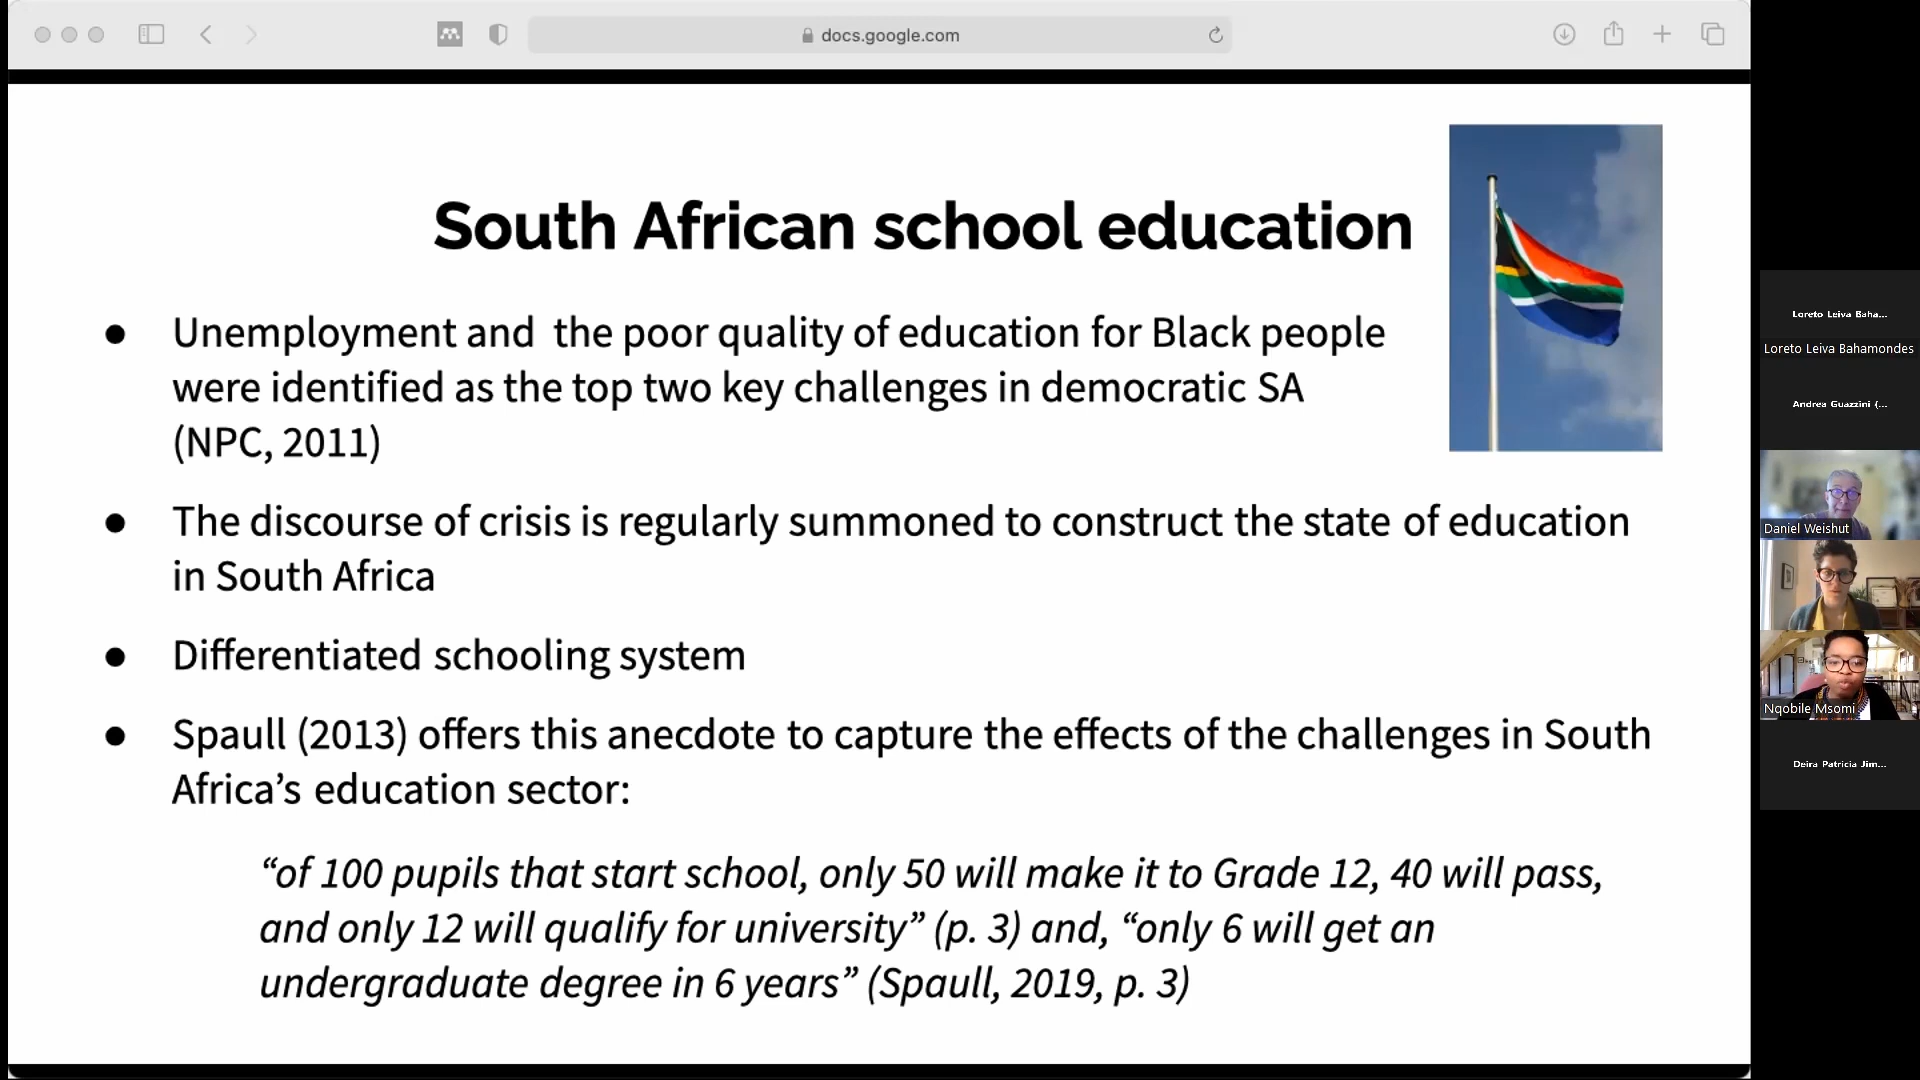 docs.google.com
South African school education
● Unemployment and  the poor quality of education for Black people
were identified as the top two key challenges in democratic SA
(NPC, 2011)
● The discourse of crisis is regularly summoned to construct the state of education
in South Africa
● Differentiated schooling system
● Spaull (2013) offers this anecdote to capture the effects of the challenges in South
Africa’s education sector:
“of 100 pupils that start school, only 50 will make it to Grade 12, 40 will pass,
and only 12 will qualify for university” (p. 3) and, “only 6 will get an
undergraduate degree in 6 years” (Spaull, 2019, p. 3)
Loreto Leiva Baha...
Loreto Leiva Bahamondes
Andrea Guazzini (...
Daniel Weishut
Nqobile Msomi
Deira Patricia Jim...